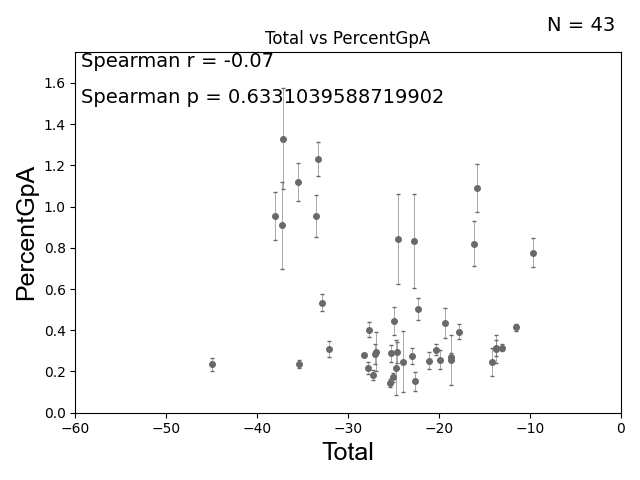 N = 43
Total vs PercentGpA
Spearman r = -0.07
Spearman p = 0.6331039588719902
PercentGpA
1.6
1.4
1.2
1.0
0.8
0.6
0.4
0.2
0.0
−60 −50 −40 −30 −20 −10 0
Total